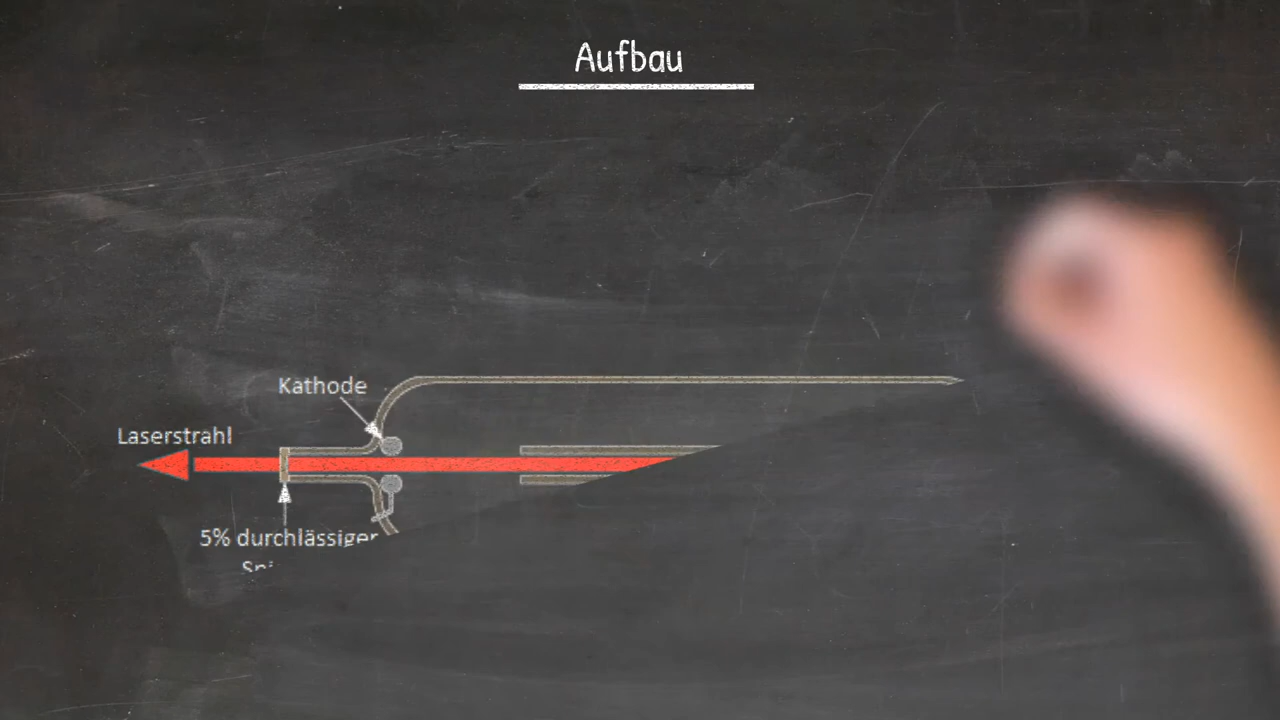 Aufbau
Kathode
Laserstrahl
5% durchlässiger